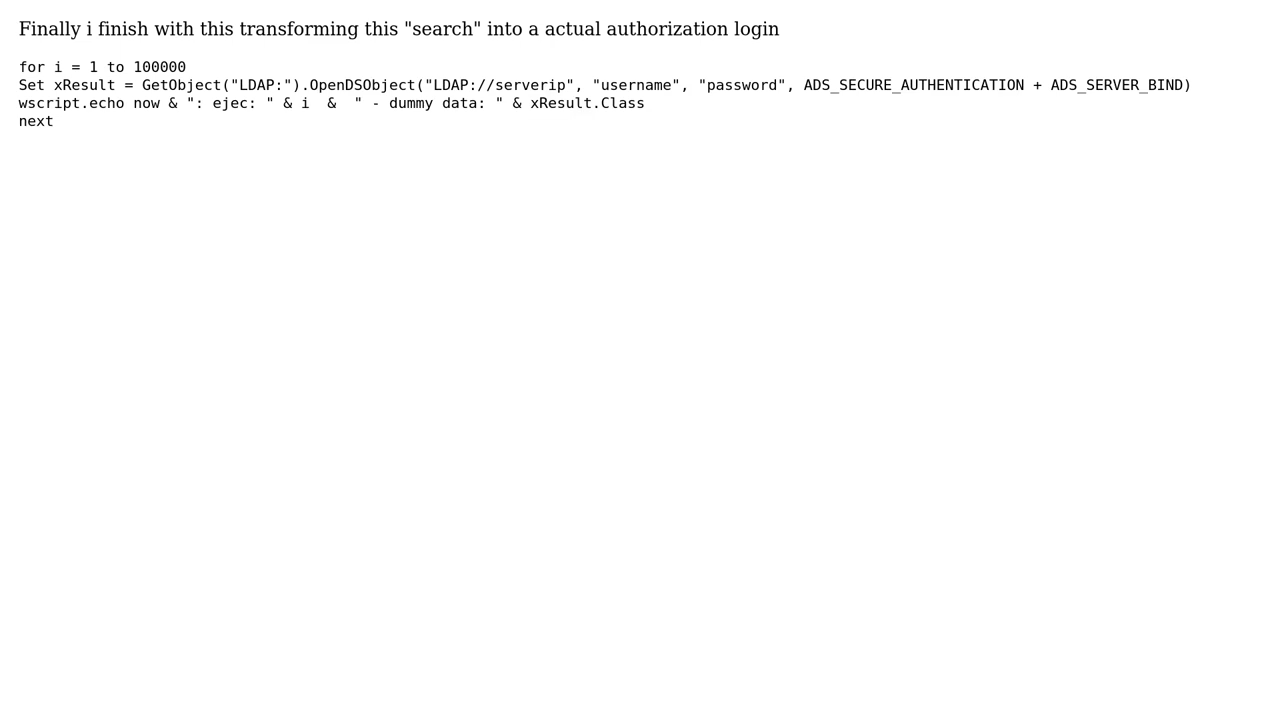 Finally i finish with this transforming this "search" into a actual authorization login
for i = 1 to 100000
Set xResult = GetObject("LDAP:").OpenDSObject("LDAP://serverip", "username", "password", ADS_SECURE_AUTHENTICATION + ADS_SERVER_BIND)
wscript.echo now & ": ejec: " & i  &  " - dummy data: " & xResult.Class
next